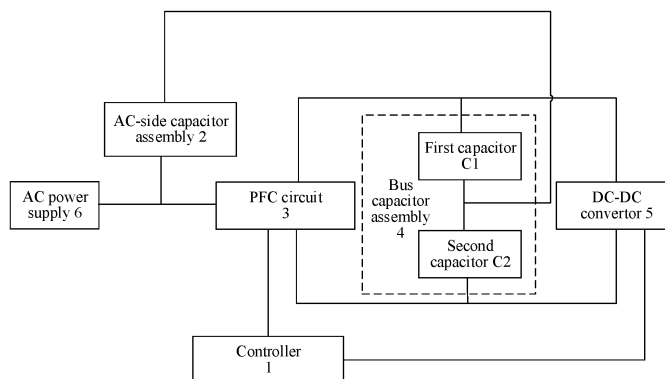 AC-side capacitor
assembly 2
First capacitor
C1
Bus
capacitor
assembly
4
AC power
supply 6
PFC circuit
3
DC-DC
convertor 5
Second
capacitor C2
Controller
1